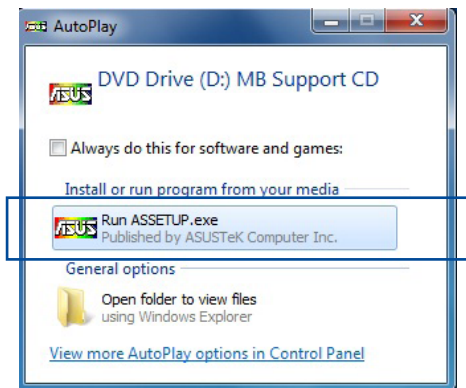 AutoPlay
DVD Drive (D:) MB Support CD
ASUS
Always do this for software and games:
Install or run program from your media
ASUS
Run ASSETUP.exe
Published by ASUSTeK Computer Inc.
General options
Open folder to view files
using Windows Explorer
View more AutoPlay options in Control Panel